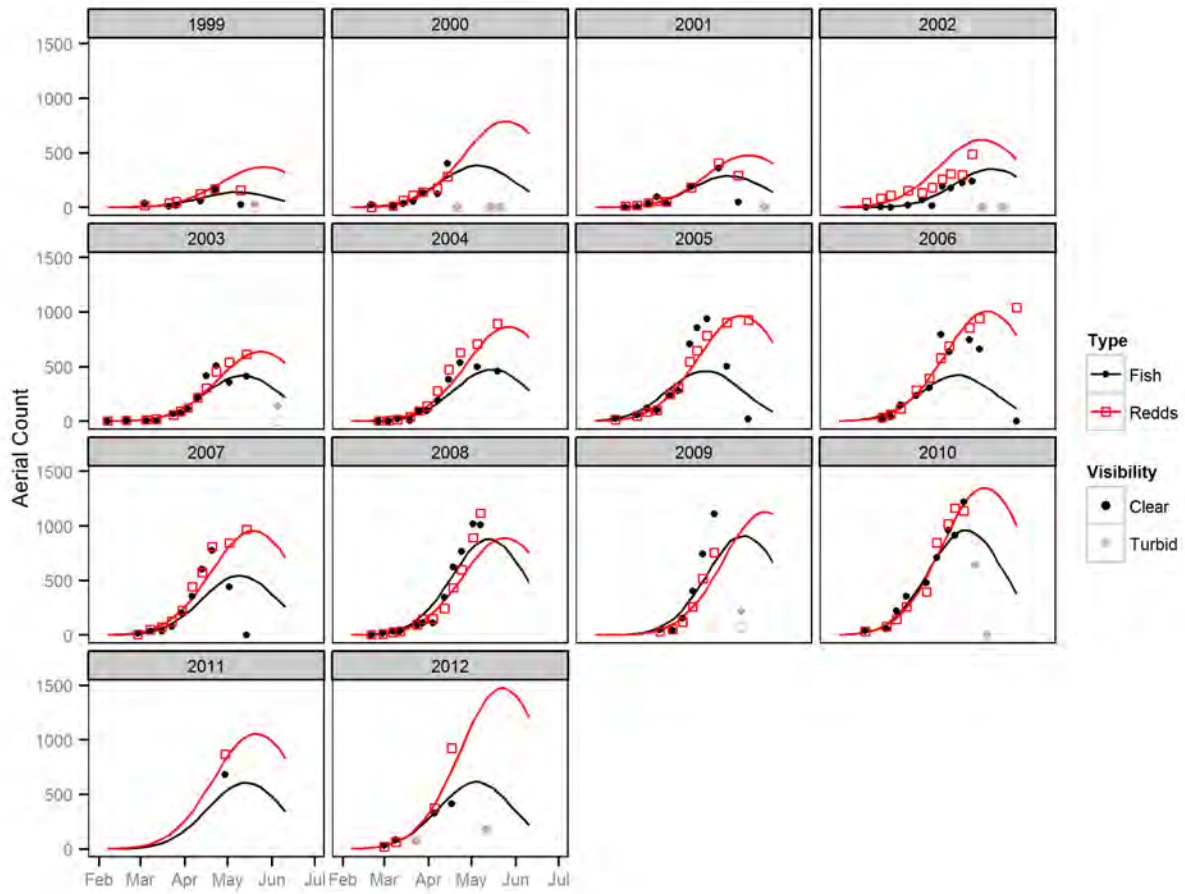 1999 2000 2001 2002
1500
1000
500
0
2003 2004 2005 2006
1500
1000
500
0
Aerial Count
2007 2008 2009 2010
1500
1000
500
0
2011 2012
1500
1000
500
0
Feb Mar Apr May Jun Jul Feb Mar Apr May Jun Jul
Type
Fish
Redds
Visibility
Clear
Turbid